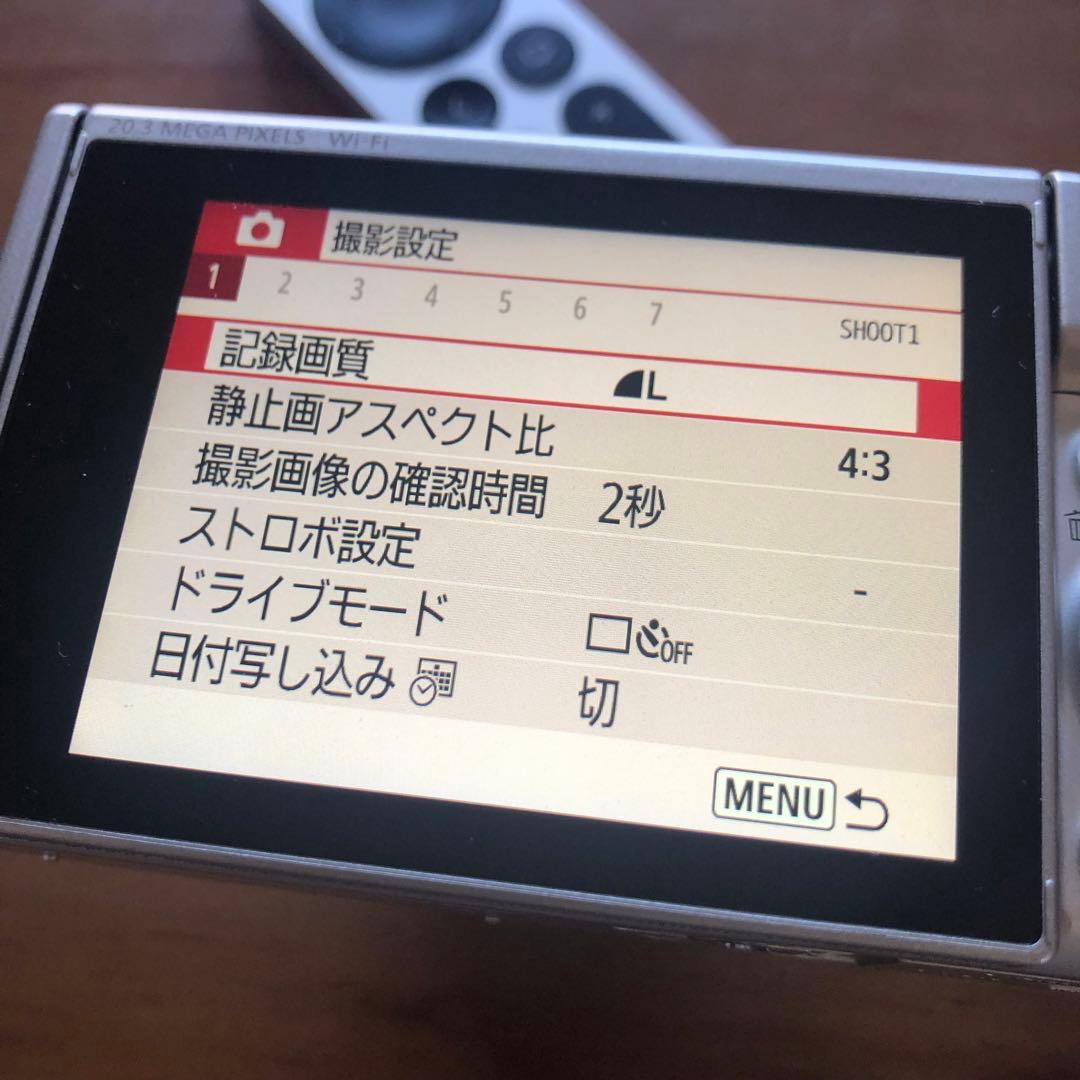 20.3 MEGA PIXELS Wi-Fi
撮影設定
1 2 3 4 5 6 7
SHOOT1
記録画質 L
静止画アスペクト比 4:3
撮影画像の確認時間 2秒
ストロボ設定 -
ドライブモード OFF
日付写し込み 切
MENU